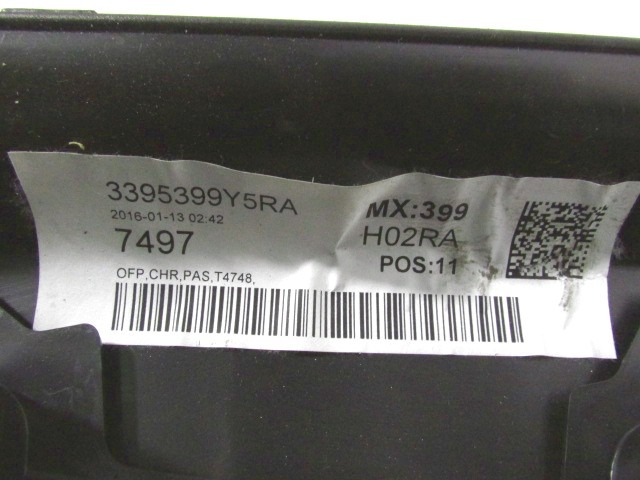 3395399Y5RA
2016-01-13 02:42
7497
OFP,CHR,PAS,T4748,
MX:399
H02RA
POS:11